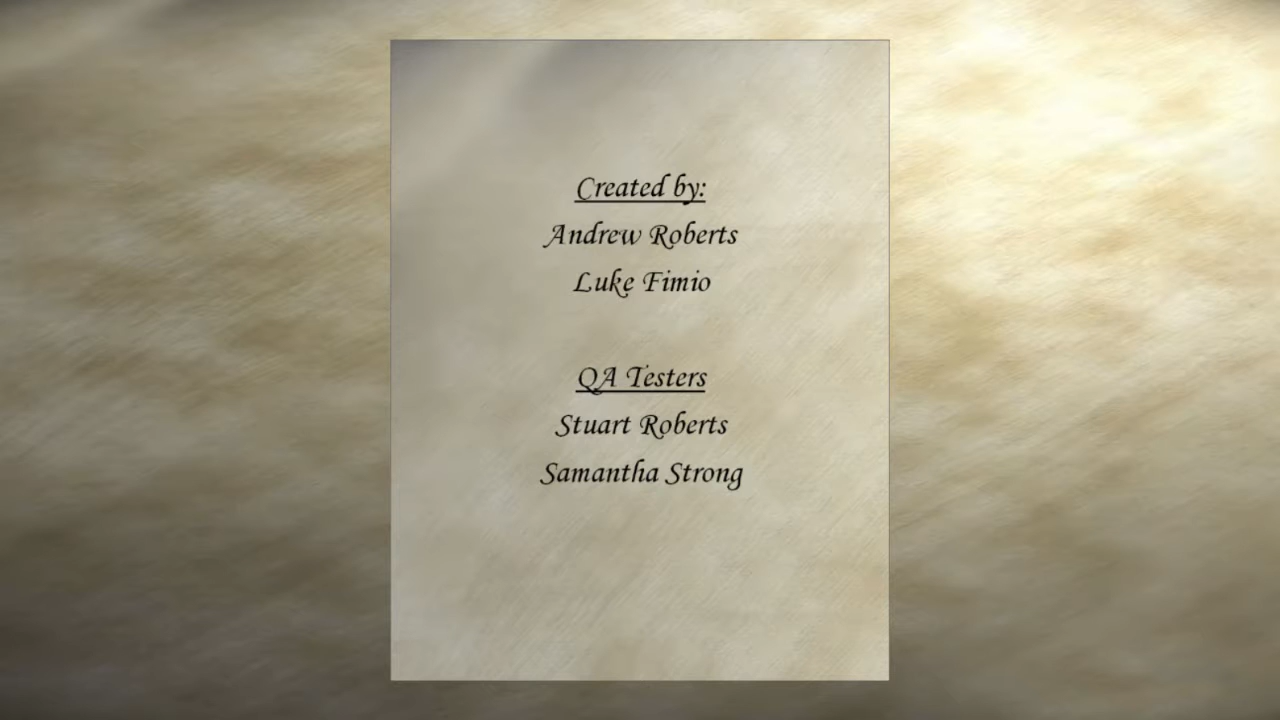 Created by:
Andrew Roberts
Luke Fimio
QA Testers
Stuart Roberts
Samantha Strong